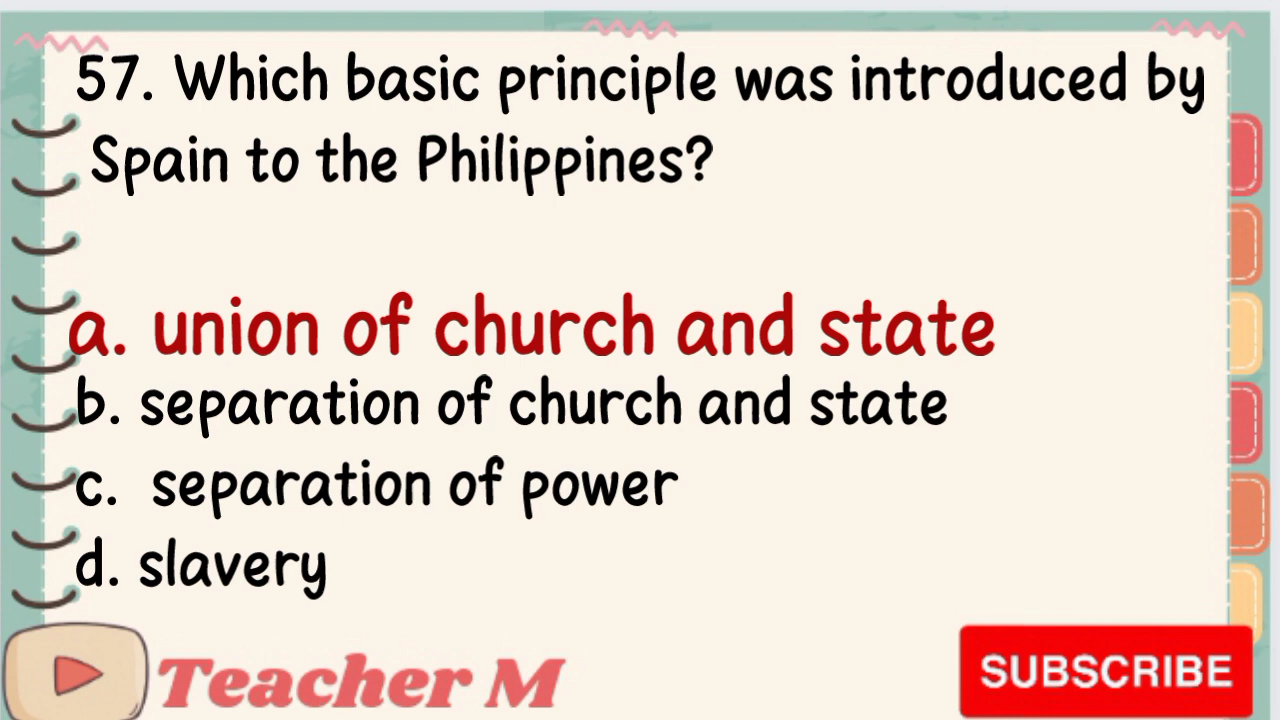 57. Which basic principle was introduced by
Spain to the Philippines?
a. union of church and state
b. separation of church and state
c. separation of power
d. slavery
Teacher M
SUBSCRIBE